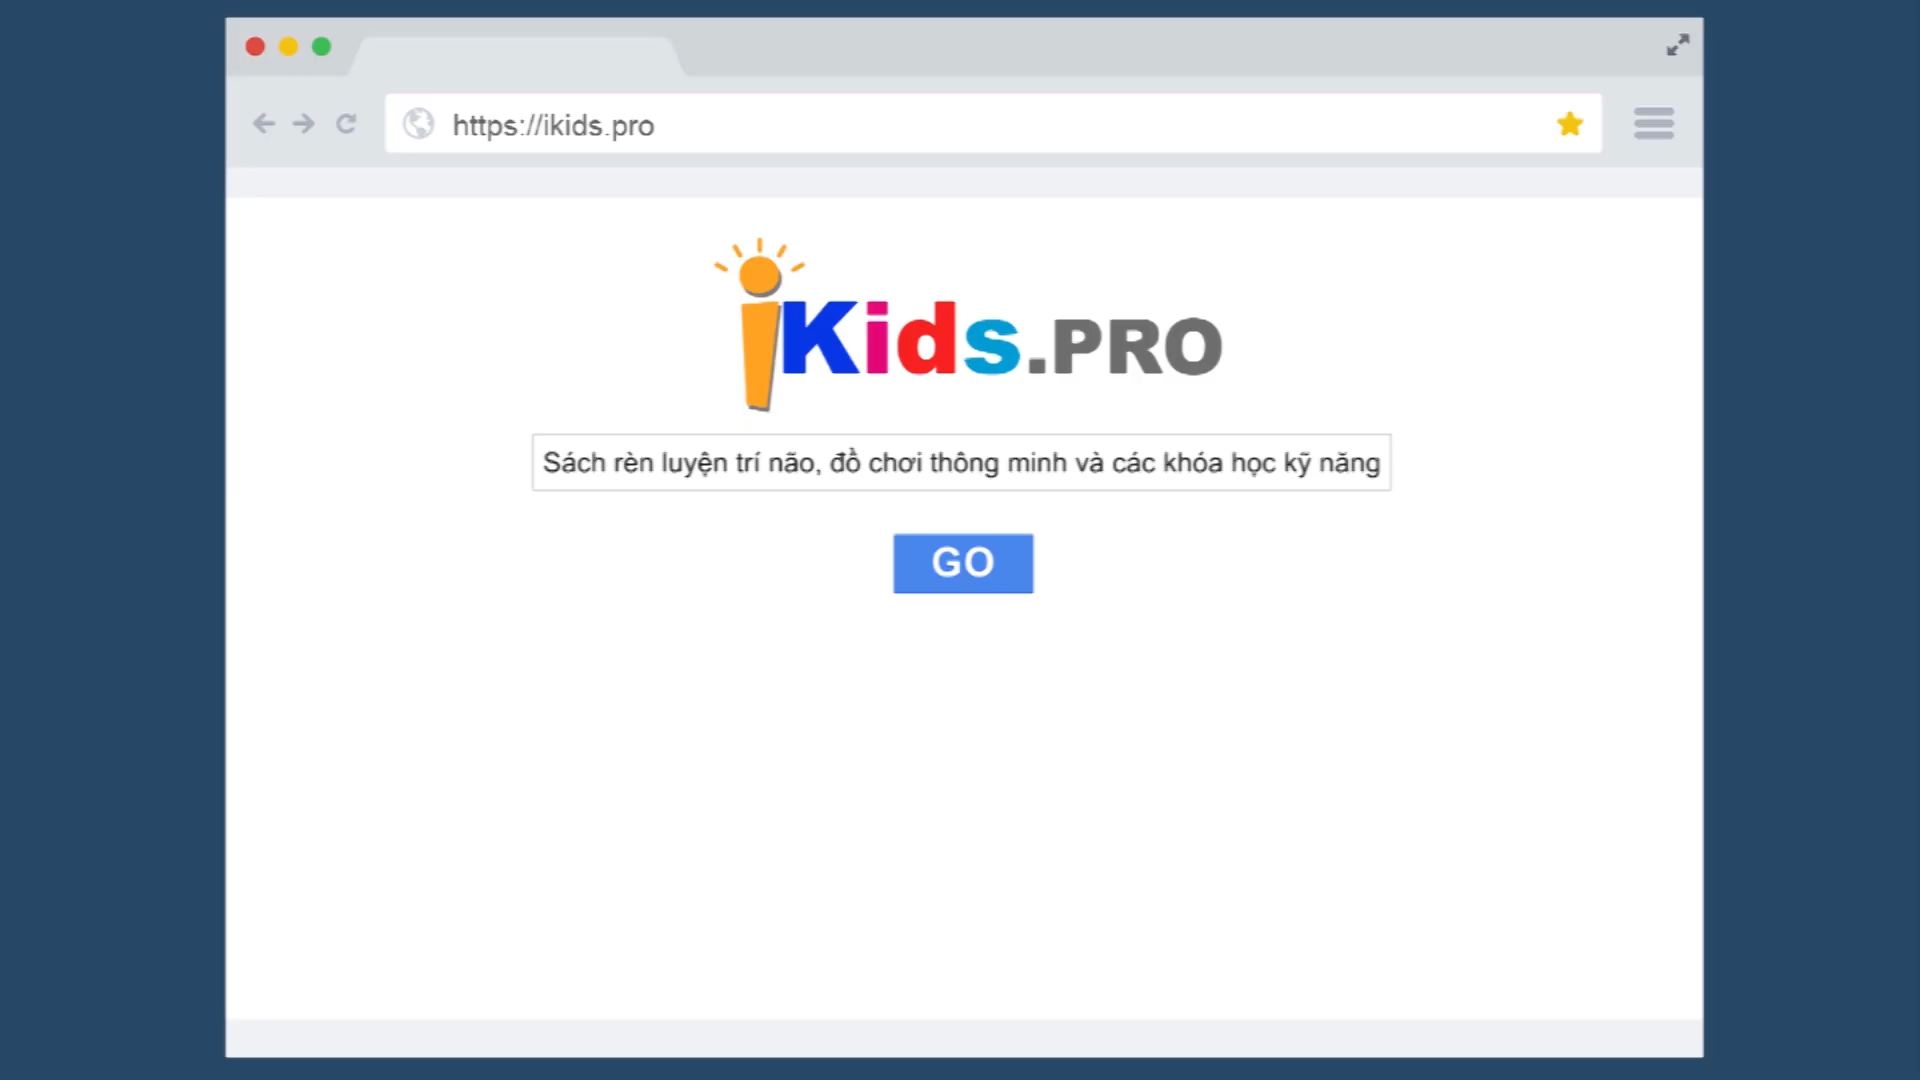 https://ikids.pro
iKids.PRO
Sách rèn luyện trí não, đồ chơi thông minh và các khóa học kỹ năng
GO